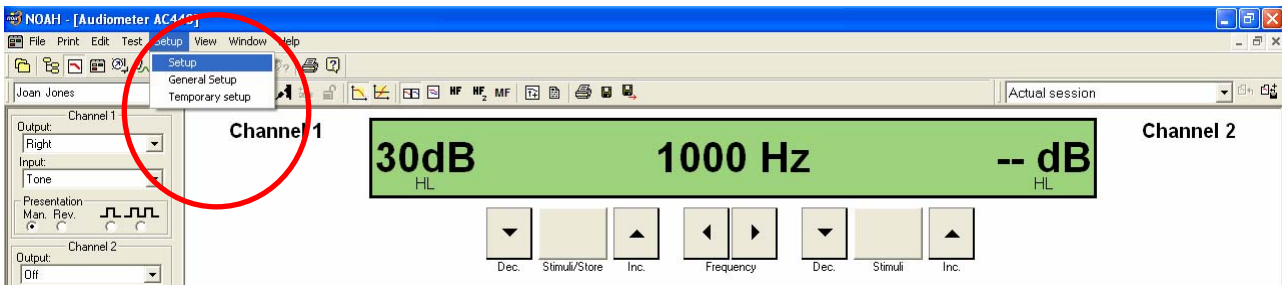 NOAH - [Audiometer AC440]
File Print Edit Test Setup View Window Help
Setup
General Setup
Temporary setup
Joan Jones
HF HF2 MF
Actual session
Channel 1
Output:
Right
Input:
Tone
Presentation
Man. Rev.
Channel 2
Output:
Off
Channel 1
30dB
HL
1000 Hz
-- dB
HL
Channel 2
Dec. Stimuli/Store Inc. Frequency Dec. Stimuli Inc.